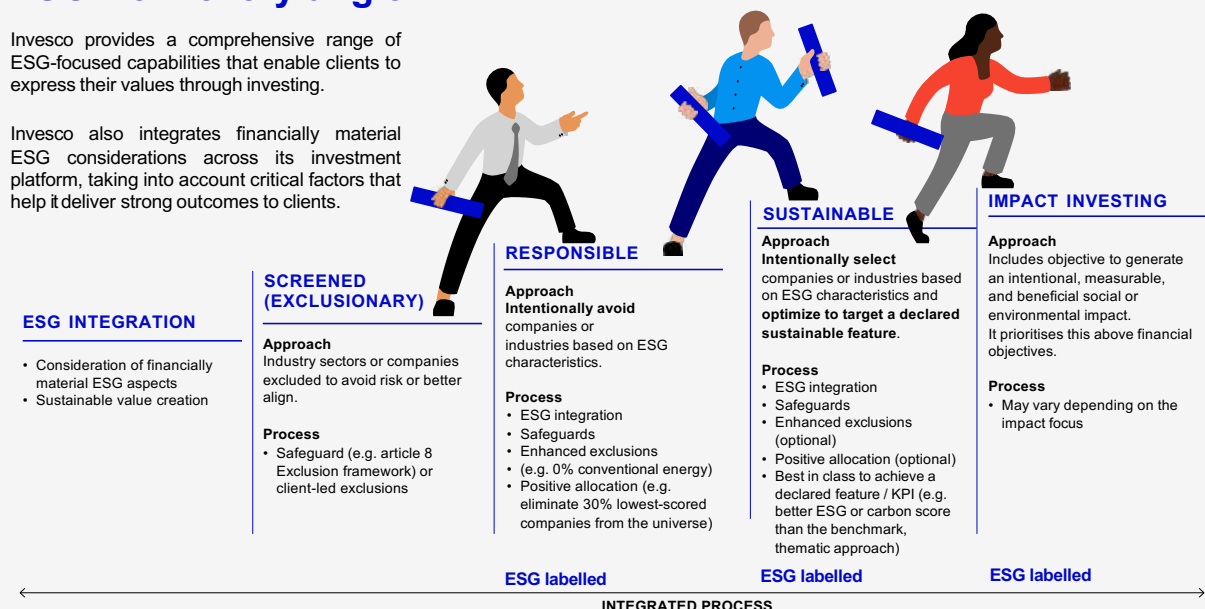 Invesco provides a comprehensive range of
ESG-focused capabilities that enable clients to
express their values through investing.
Invesco also integrates financially material
ESG considerations across its investment
platform, taking into account critical factors that
help it deliver strong outcomes to clients.
ESG INTEGRATION
• Consideration of financially
material ESG aspects
• Sustainable value creation
SCREENED
(EXCLUSIONARY)
Approach
Industry sectors or companies
excluded to avoid risk or better
align.
Process
• Safeguard (e.g. article 8
Exclusion framework) or
client-led exclusions
RESPONSIBLE
Approach
Intentionally avoid
companies or
industries based on ESG
characteristics.
Process
• ESG integration
• Safeguards
• Enhanced exclusions
• (e.g. 0% conventional energy)
• Positive allocation (e.g.
eliminate 30% lowest-scored
companies from the universe)
ESG labelled
SUSTAINABLE
Approach
Intentionally select
companies or industries based
on ESG characteristics and
optimize to target a declared
sustainable feature.
Process
• ESG integration
• Safeguards
• Enhanced exclusions
(optional)
• Positive allocation (optional)
• Best in class to achieve a
declared feature / KPI (e.g.
better ESG or carbon score
than the benchmark,
thematic approach)
ESG labelled
IMPACT INVESTING
Approach
Includes objective to generate
an intentional, measurable,
and beneficial social or
environmental impact.
It prioritises this above financial
objectives.
Process
• May vary depending on the
impact focus
ESG labelled
INTEGRATED PROCESS